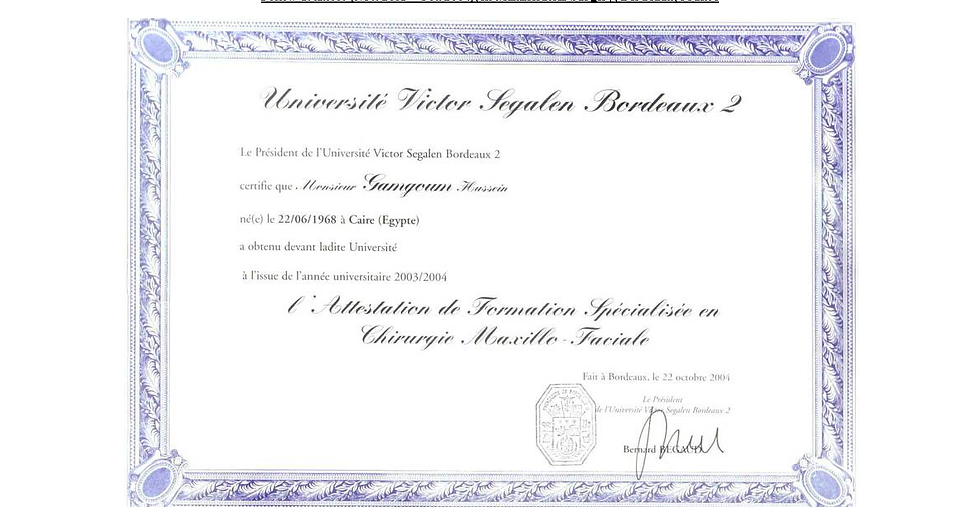 Université Victor Segalen Bordeaux 2
Le Président de l'Université Victor Segalen Bordeaux 2
certifie que Monsieur Gamgoum Hussein
né(e) le 22/06/1968 à Caire (Egypte)
a obtenu devant ladite Université
à l'issue de l'année universitaire 2003/2004
l'Attestation de Formation Spécialisée en
Chirurgie Maxillo-Faciale
Fait à Bordeaux, le 22 octobre 2004
Le Président
de l'Université Victor Segalen Bordeaux 2
Bernard BEGAUD